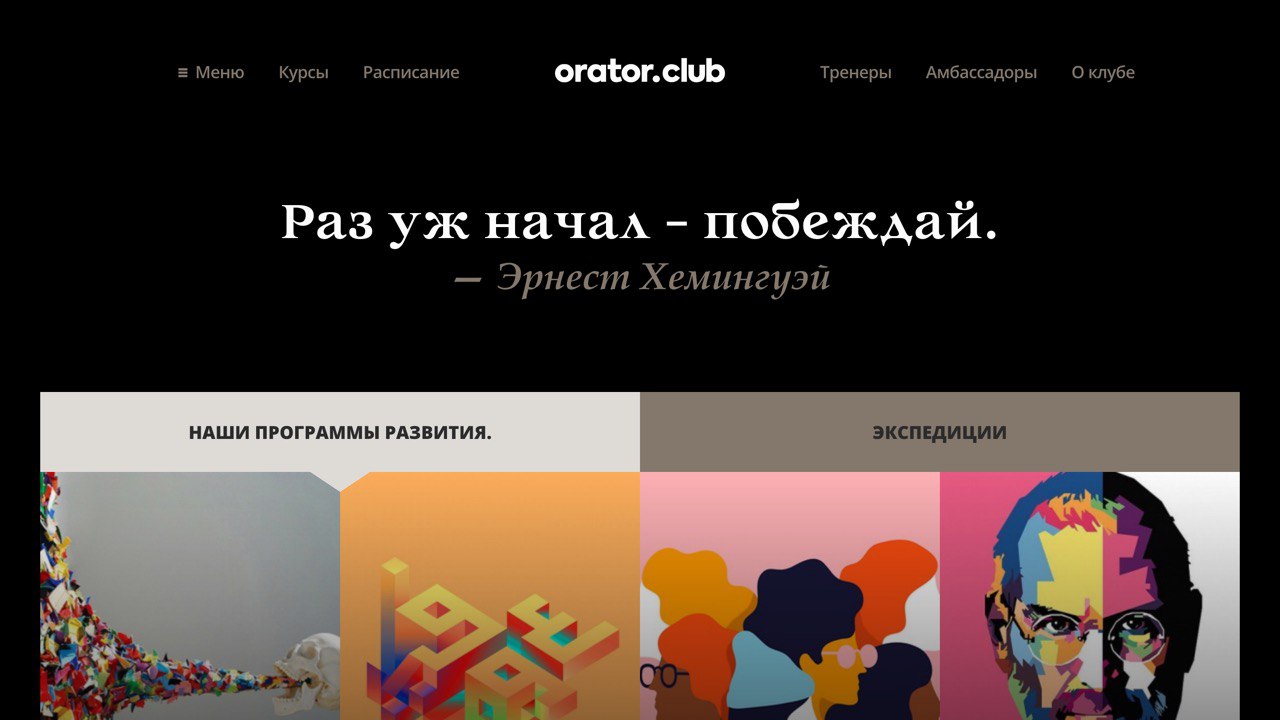 Меню Курсы Расписание orator.club Тренеры Амбассадоры О клубе
Раз уж начал - побеждай.
— Эрнест Хемингуэй
НАШИ ПРОГРАММЫ РАЗВИТИЯ. ЭКСПЕДИЦИИ